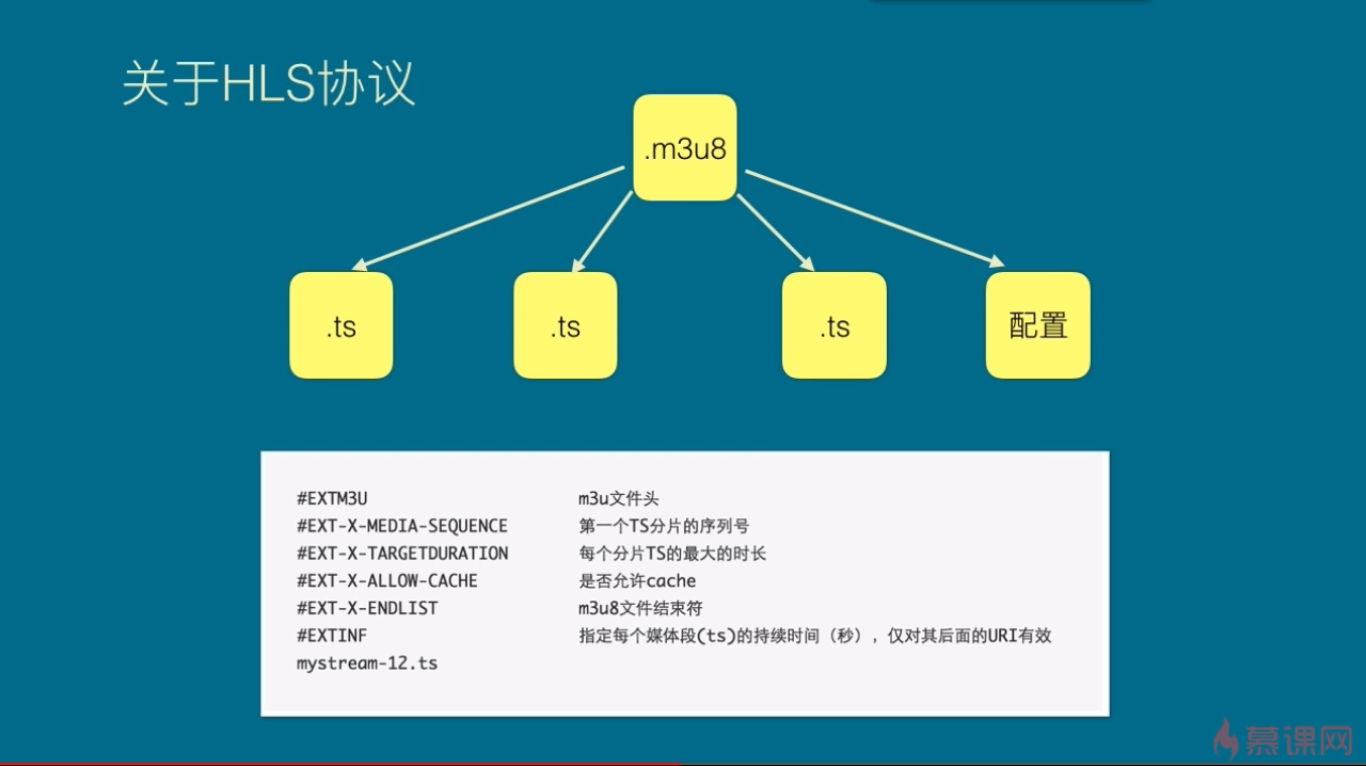 关于HLS协议
.m3u8
.ts
.ts
.ts
配置
#EXTM3U m3u文件头
#EXT-X-MEDIA-SEQUENCE 第一个TS分片的序列号
#EXT-X-TARGETDURATION 每个分片TS的最大的时长
#EXT-X-ALLOW-CACHE 是否允许cache
#EXT-X-ENDLIST m3u8文件结束符
#EXTINF 指定每个媒体段(ts)的持续时间（秒），仅对其后面的URI有效
mystream-12.ts
慕课网